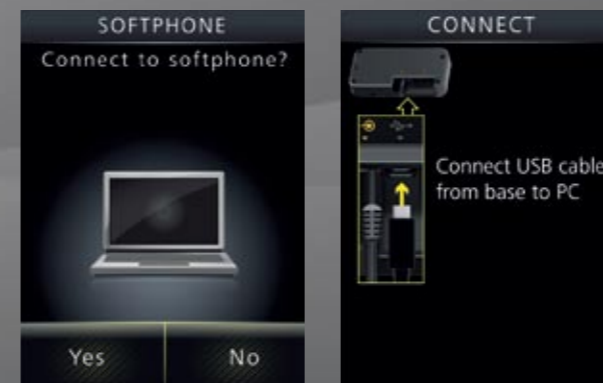 SOFTPHONE
Connect to softphone?
Yes
No
CONNECT
Connect USB cable
from base to PC